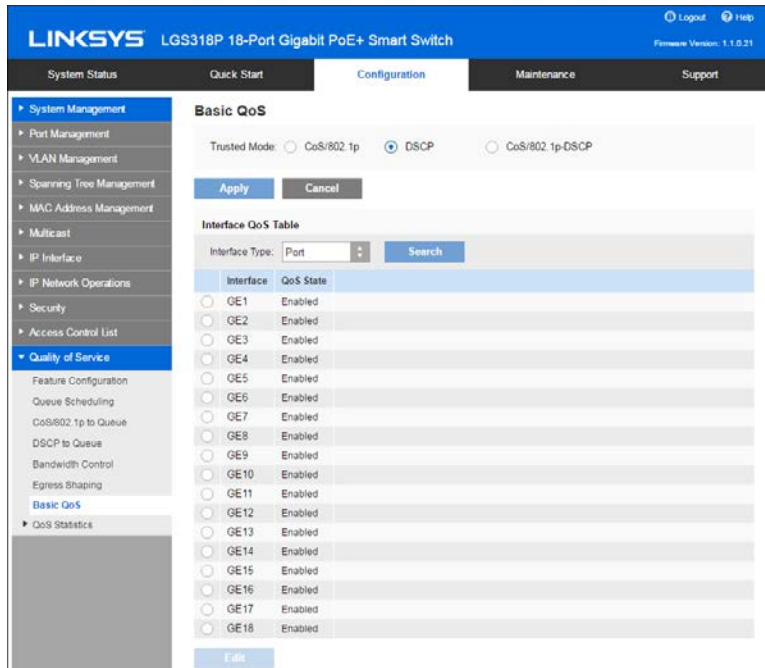 Logout Help
LINKSYS LGS318P 18-Port Gigabit PoE+ Smart Switch
Firmware Version: 1.1.0.21
System Status Quick Start Configuration Maintenance Support
System Management
Port Management
VLAN Management
Spanning Tree Management
MAC Address Management
Multicast
IP Interface
IP Network Operations
Security
Access Control List
Quality of Service
Feature Configuration
Queue Scheduling
CoS/802.1p to Queue
DSCP to Queue
Bandwidth Control
Egress Shaping
Basic QoS
QoS Statistics
Basic QoS
Trusted Mode: CoS/802.1p DSCP CoS/802.1p-DSCP
Apply Cancel
Interface QoS Table
Interface Type: Port Search
Interface QoS State
GE1 Enabled
GE2 Enabled
GE3 Enabled
GE4 Enabled
GE5 Enabled
GE6 Enabled
GE7 Enabled
GE8 Enabled
GE9 Enabled
GE10 Enabled
GE11 Enabled
GE12 Enabled
GE13 Enabled
GE14 Enabled
GE15 Enabled
GE16 Enabled
GE17 Enabled
GE18 Enabled
Edit